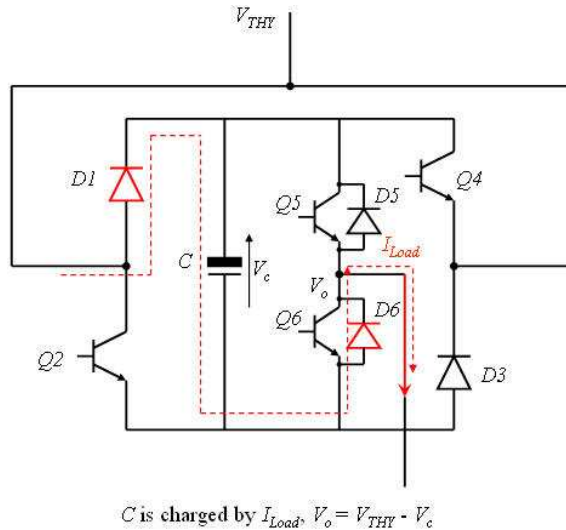 V_THY
D1
Q4
Q5
D5
I_Load
C
V_c
V_o
D6
Q6
Q2
D3
C is charged by I_Load, V_o = V_THY - V_c